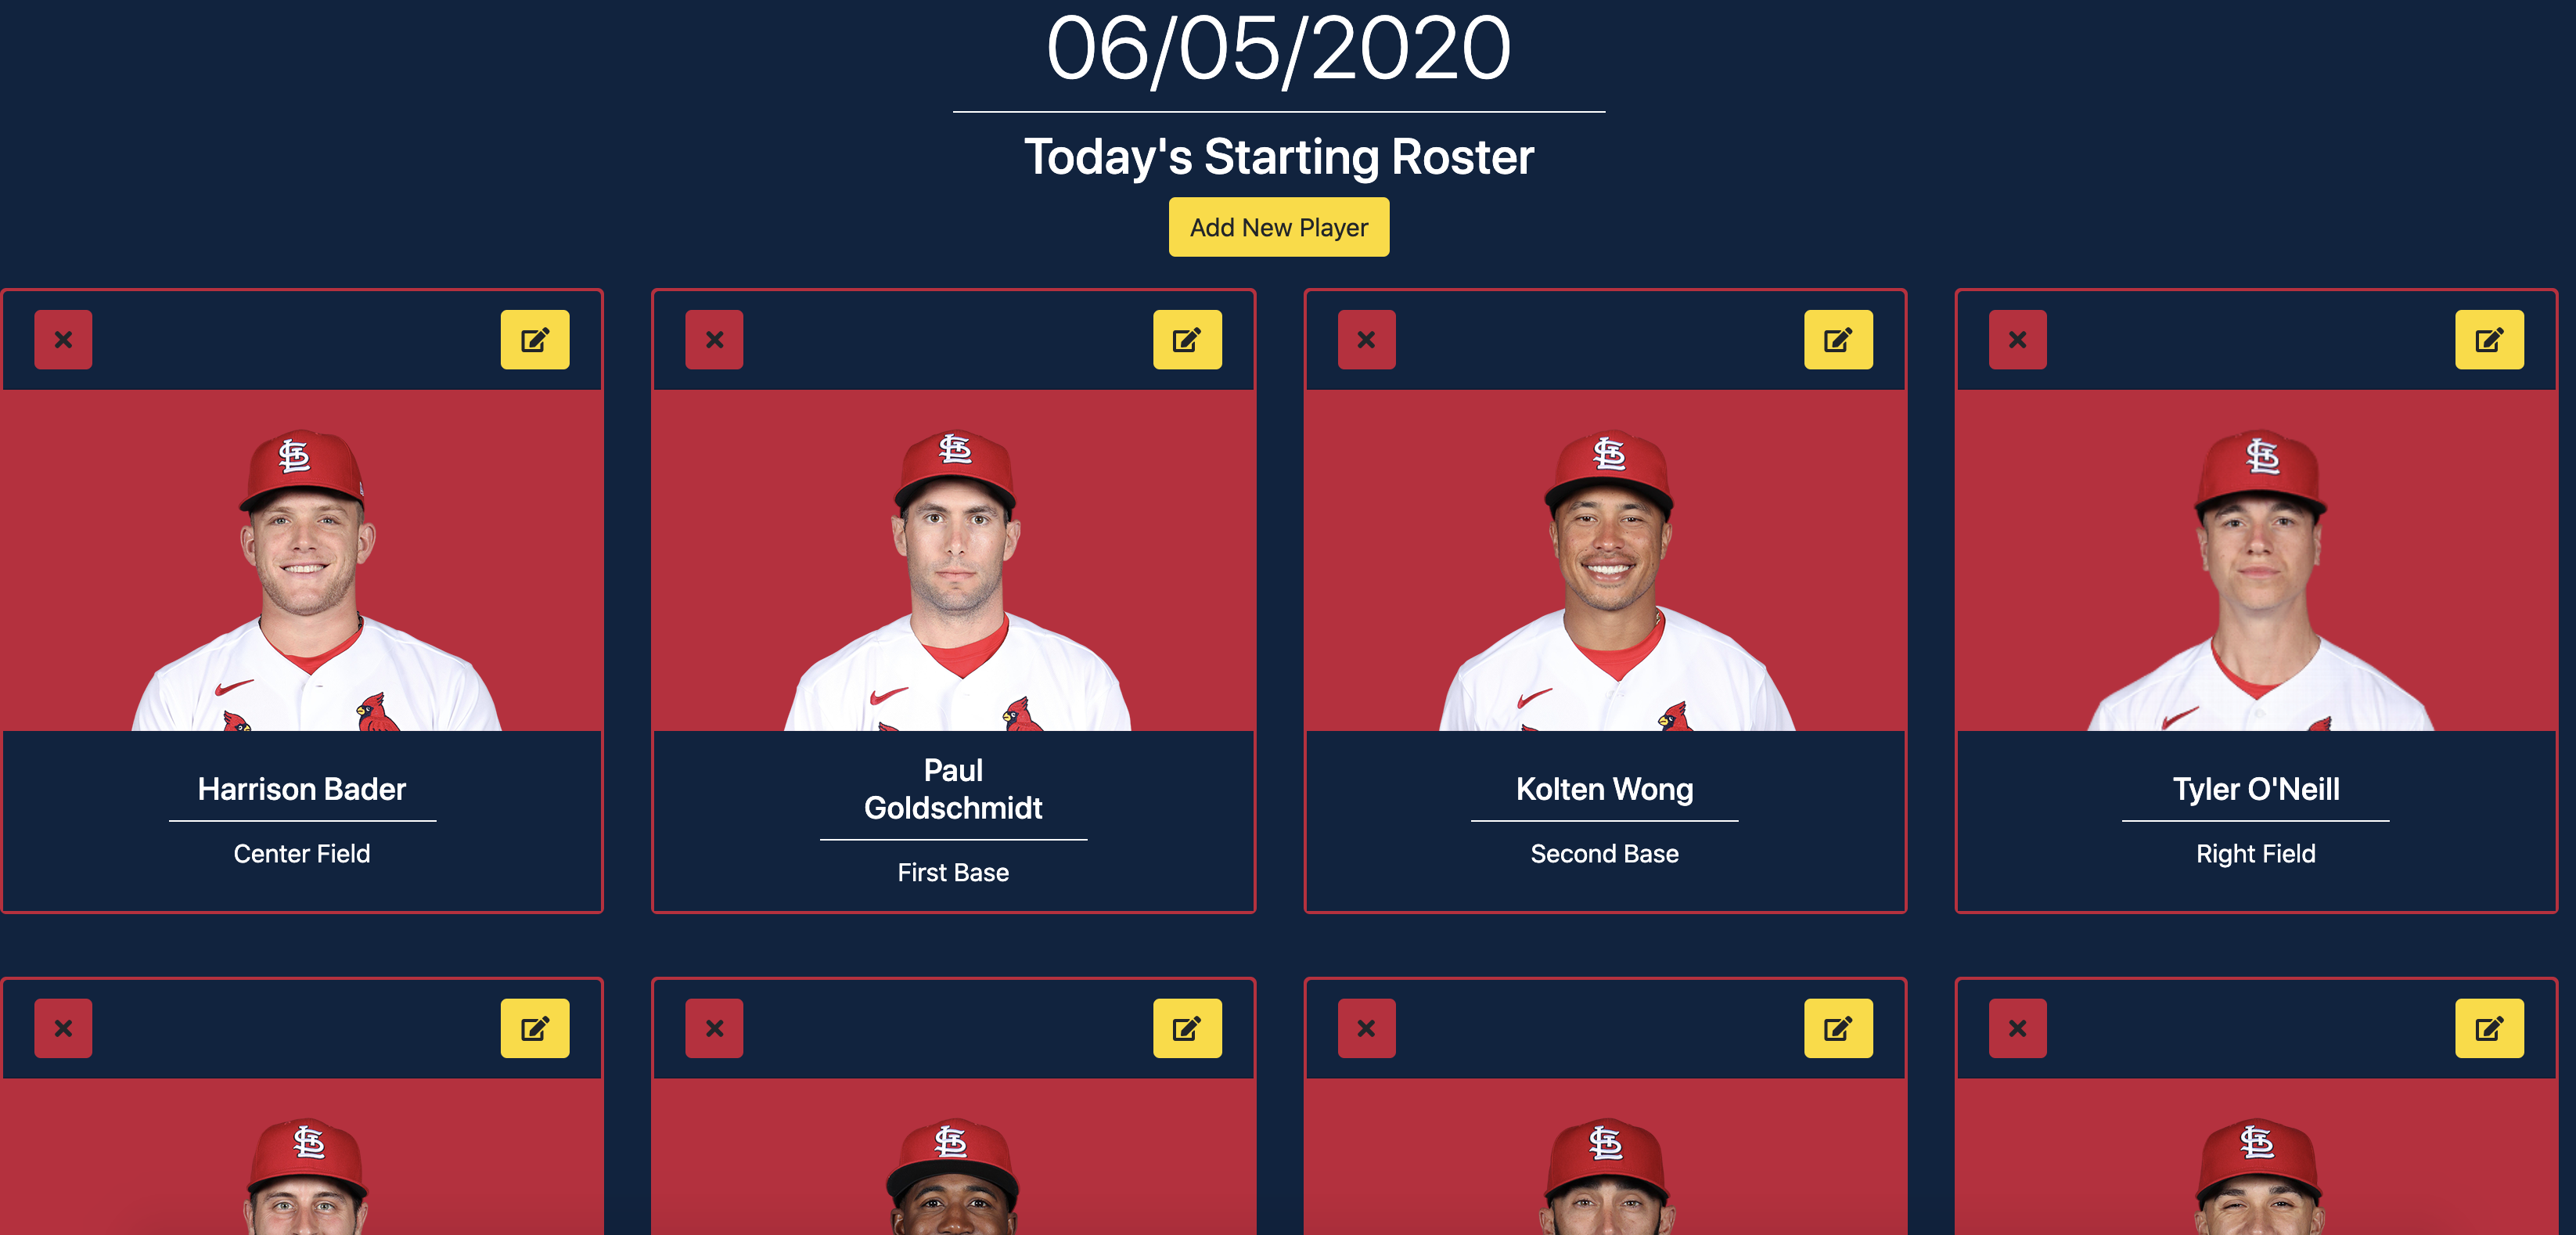 06/05/2020
Today's Starting Roster
Add New Player
Harrison Bader
Center Field
Paul
Goldschmidt
First Base
Kolten Wong
Second Base
Tyler O'Neill
Right Field